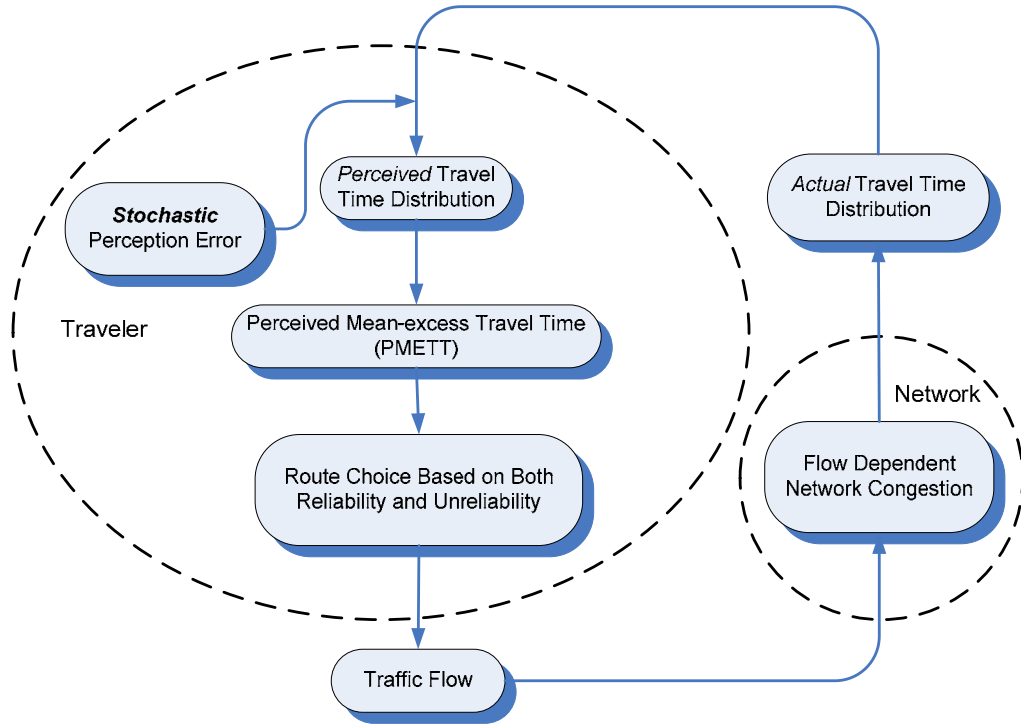 Perceived Travel
Time Distribution
Stochastic
Perception Error
Actual Travel Time
Distribution
Traveler
Perceived Mean-excess Travel Time
(PMETT)
Network
Route Choice Based on Both
Reliability and Unreliability
Flow Dependent
Network Congestion
Traffic Flow